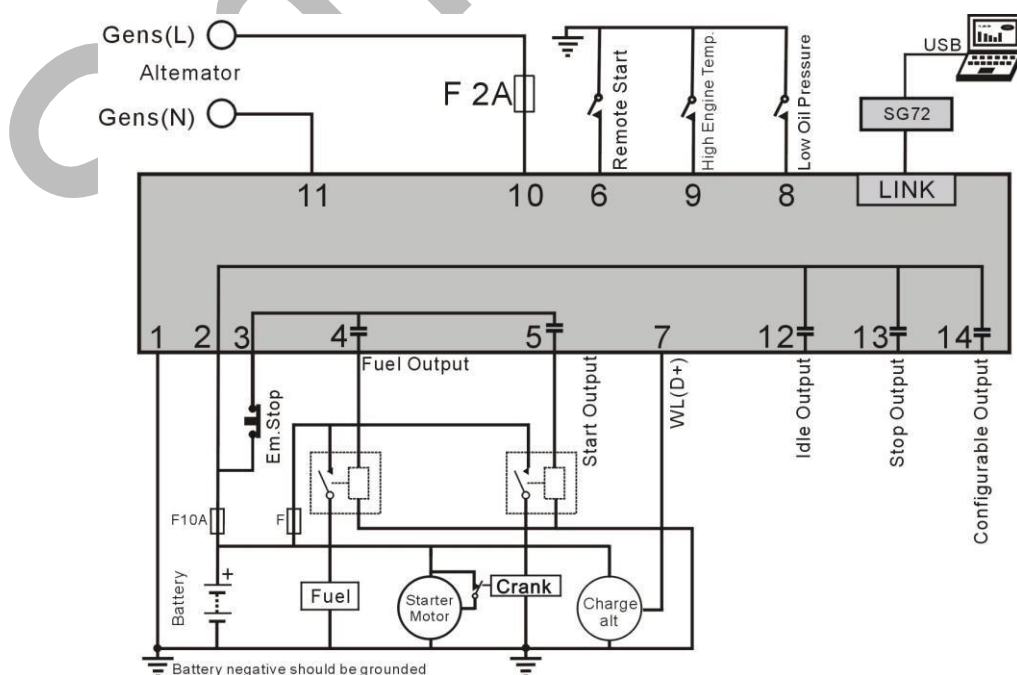 Gens(L)
Altemator
Gens(N)
F 2A
Remote Start
High Engine Temp.
Low Oil Pressure
USB
SG72
LINK
11
10
6
9
8
1
2
3
4
5
7
12
13
14
Fuel Output
Start Output
WL(D+)
Idle Output
Stop Output
Configurable Output
Em.Stop
F10A
F
Battery
+
Fuel
Starter
Motor
Crank
Charge
alt
Battery negative should be grounded